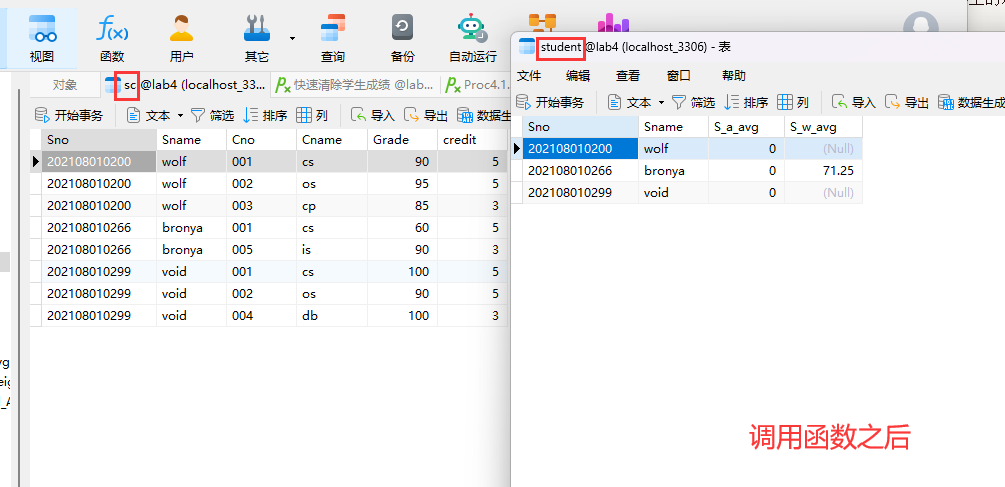 视图 函数 用户 其它 查询 备份 自动运行
对象 sc @lab4 (localhost_33... 快速清除学生成绩 @lab... Proc4.1.
开始事务 文本 筛选 排序 列 导入 导出 数据生
Sno Sname Cno Cname Grade credit
202108010200 wolf 001 cs 90 5
202108010200 wolf 002 os 95 5
202108010200 wolf 003 cp 85 3
202108010266 bronya 001 cs 60 5
202108010266 bronya 005 is 90 3
202108010299 void 001 cs 100 5
202108010299 void 002 os 90 5
202108010299 void 004 db 100 3
student @lab4 (localhost_3306) - 表
文件 编辑 查看 窗口 帮助
开始事务 文本 筛选 排序 列 导入 导出 数据生成
Sno Sname S_a_avg S_w_avg
202108010200 wolf 0 (Null)
202108010266 bronya 0 71.25
202108010299 void 0 (Null)
调用函数之后